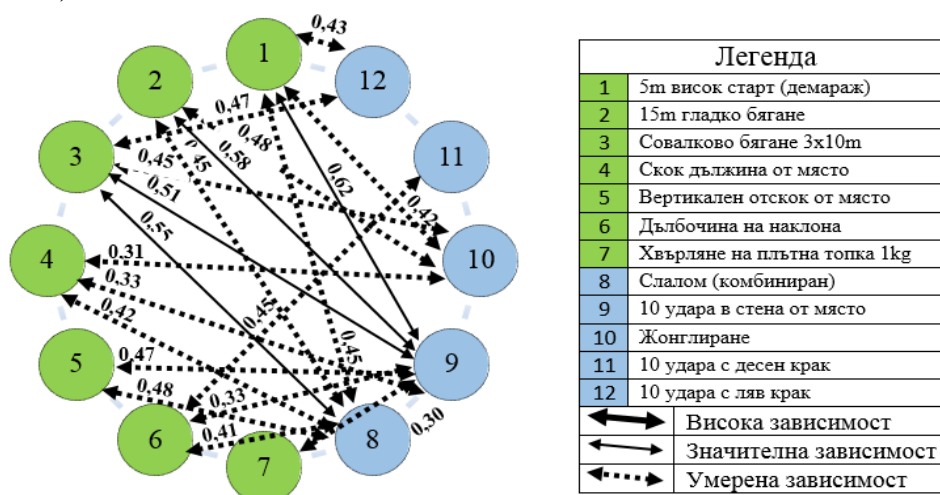 0,43
1
2
12
0,47
0,48
0,45
0,58
3
0,45
11
0,51
0,62
0,55
0,42
4
0,31
10
0,33
0,42
0,45
0,45
5
0,47
9
0,48
0,33
0,30
6
0,41
8
7
Легенда
1 5m висок старт (демараж)
2 15m гладко бягане
3 Совалково бягане 3x10m
4 Скок дължина от място
5 Вертикален отскок от място
6 Дълбочина на наклона
7 Хвърляне на плътна топка 1kg
8 Слалом (комбиниран)
9 10 удара в стена от място
10 Жонглиране
11 10 удара с десен крак
12 10 удара с ляв крак
Висока зависимост
Значителна зависимост
Умерена зависимост